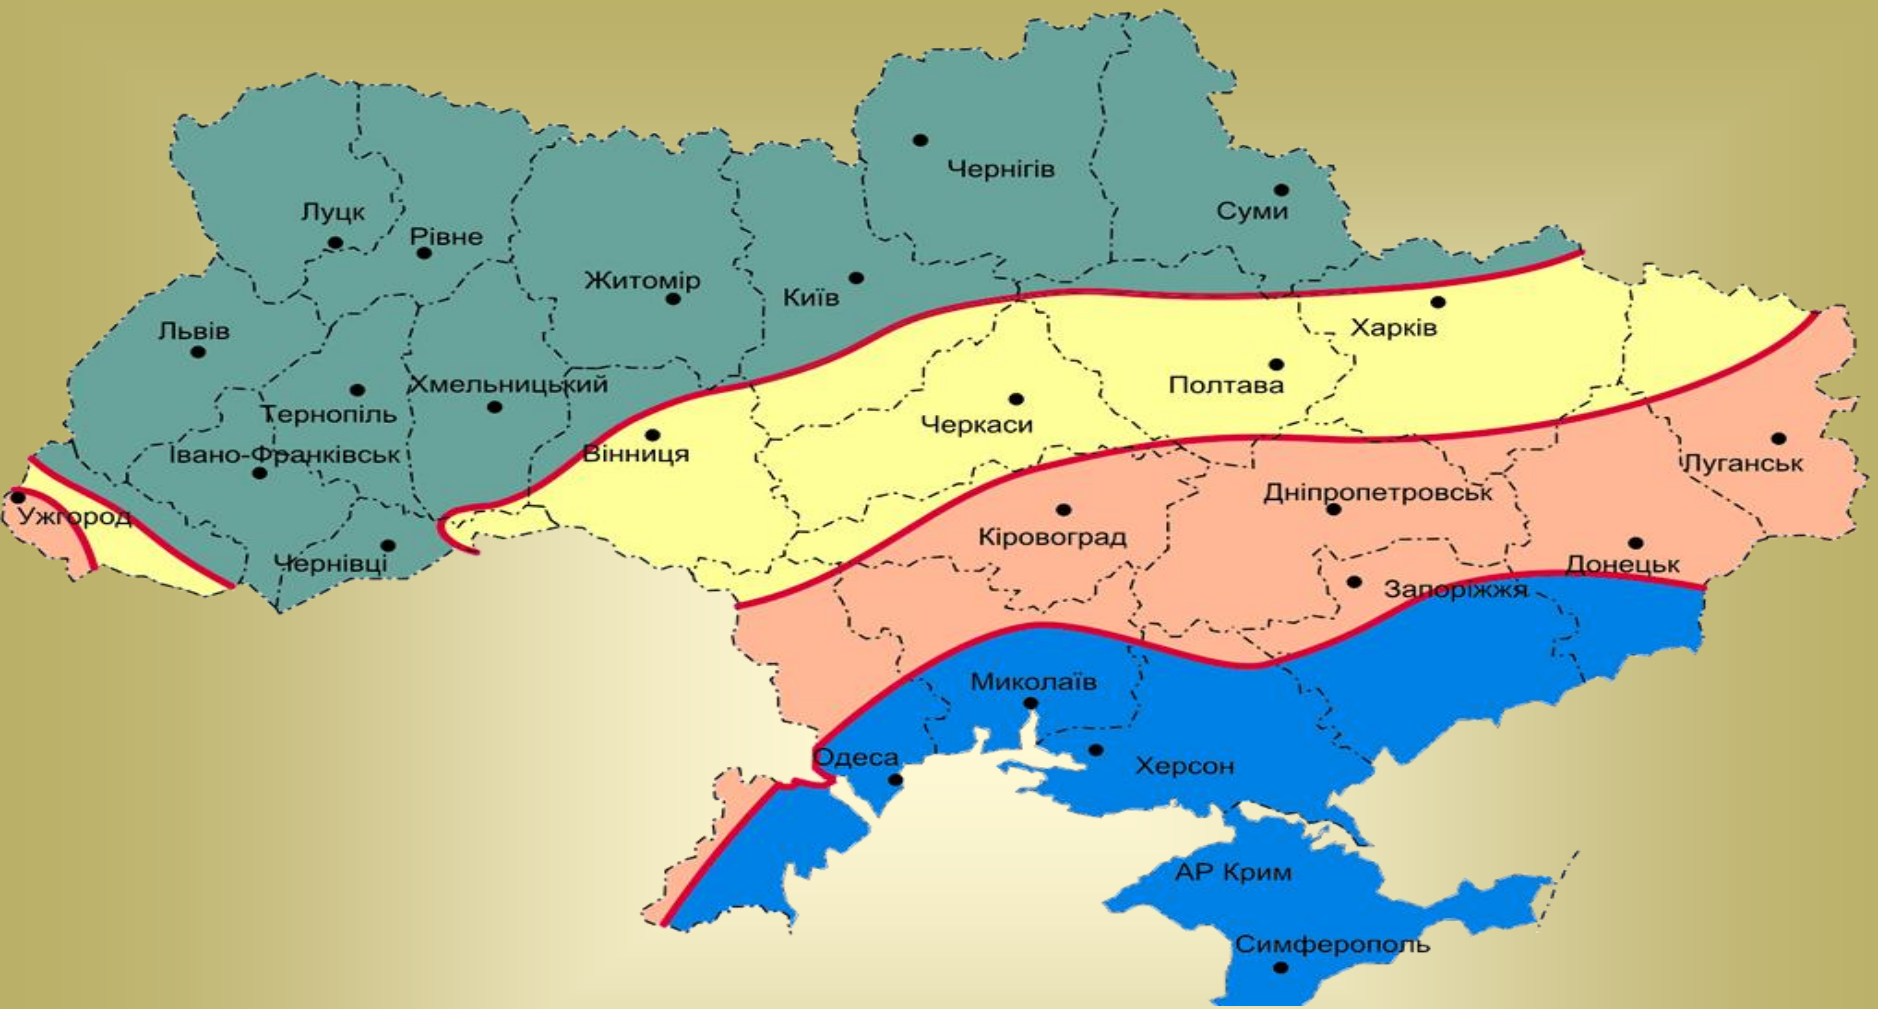 Чернігів
Суми
Луцк
Рівне
Житомір
Київ
Львів
Харків
Хмельницький
Полтава
Тернопіль
Черкаси
Вінниця
Івано-Франківськ
Луганськ
Дніпропетровськ
Ужгород
Кіровоград
Чернівці
Донецьк
Запоріжжя
Миколаїв
Одеса
Херсон
АР Крим
Симферополь